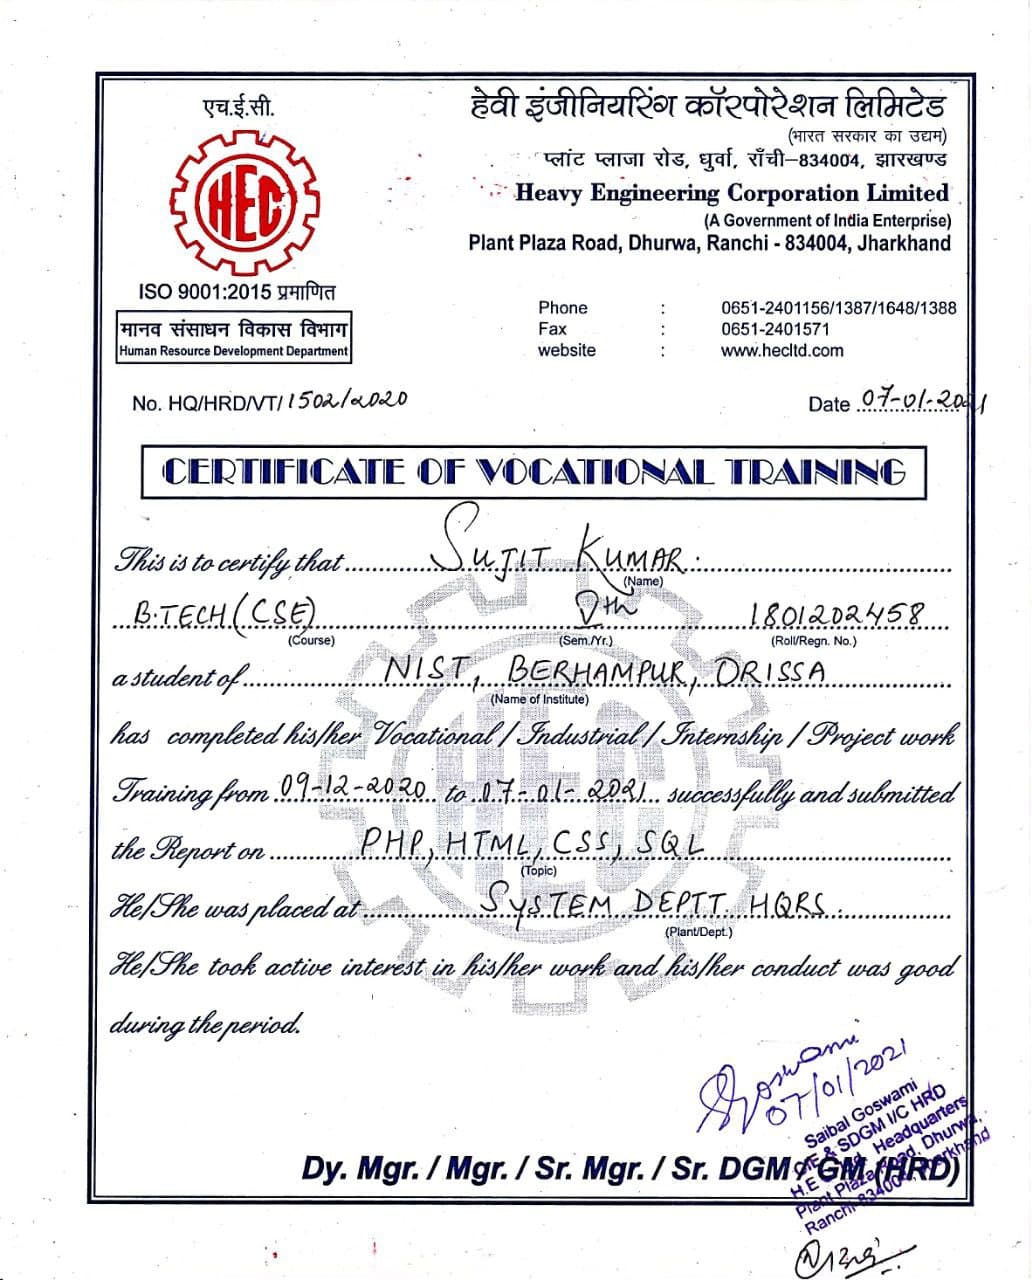 एच.ई.सी.
HEC
ISO 9001:2015 प्रमाणित
मानव संसाधन विकास विभाग
Human Resource Development Department
हेवी इंजीनियरिंग कॉरपोरेशन लिमिटेड
(भारत सरकार का उद्यम)
प्लांट प्लाजा रोड, धुर्वा, राँची–834004, झारखण्ड
Heavy Engineering Corporation Limited
(A Government of India Enterprise)
Plant Plaza Road, Dhurwa, Ranchi - 834004, Jharkhand
Phone : 0651-2401156/1387/1648/1388
Fax : 0651-2401571
website : www.hecltd.com
No. HQ/HRD/VT/1502/2020
Date 07-01-2021
CERTIFICATE OF VOCATIONAL TRAINING
This is to certify that SUJIT KUMAR.
(Name)
B.TECH(CSE) Vth 1801202458
(Course) (Sem./Yr.) (Roll/Regn. No.)
a student of NIST, BERHAMPUR, ORISSA
(Name of Institute)
has completed his/her Vocational / Industrial / Internship / Project work
Training from 09-12-2020 to 07-01-2021 successfully and submitted
the Report on PHP, HTML, CSS, SQL
(Topic)
He/She was placed at SYSTEM DEPTT. HQRS.
(Plant/Dept.)
He/She took active interest in his/her work and his/her conduct was good
during the period.
HEC
Goswami
07/01/2021
Saibal Goswami
& SDGM I/C HRD
Headquarters
Plant Plaza Road, Dhurwa,
Ranchi-834004, Jharkhand
Dy. Mgr. / Mgr. / Sr. Mgr. / Sr. DGM / GM (HRD)